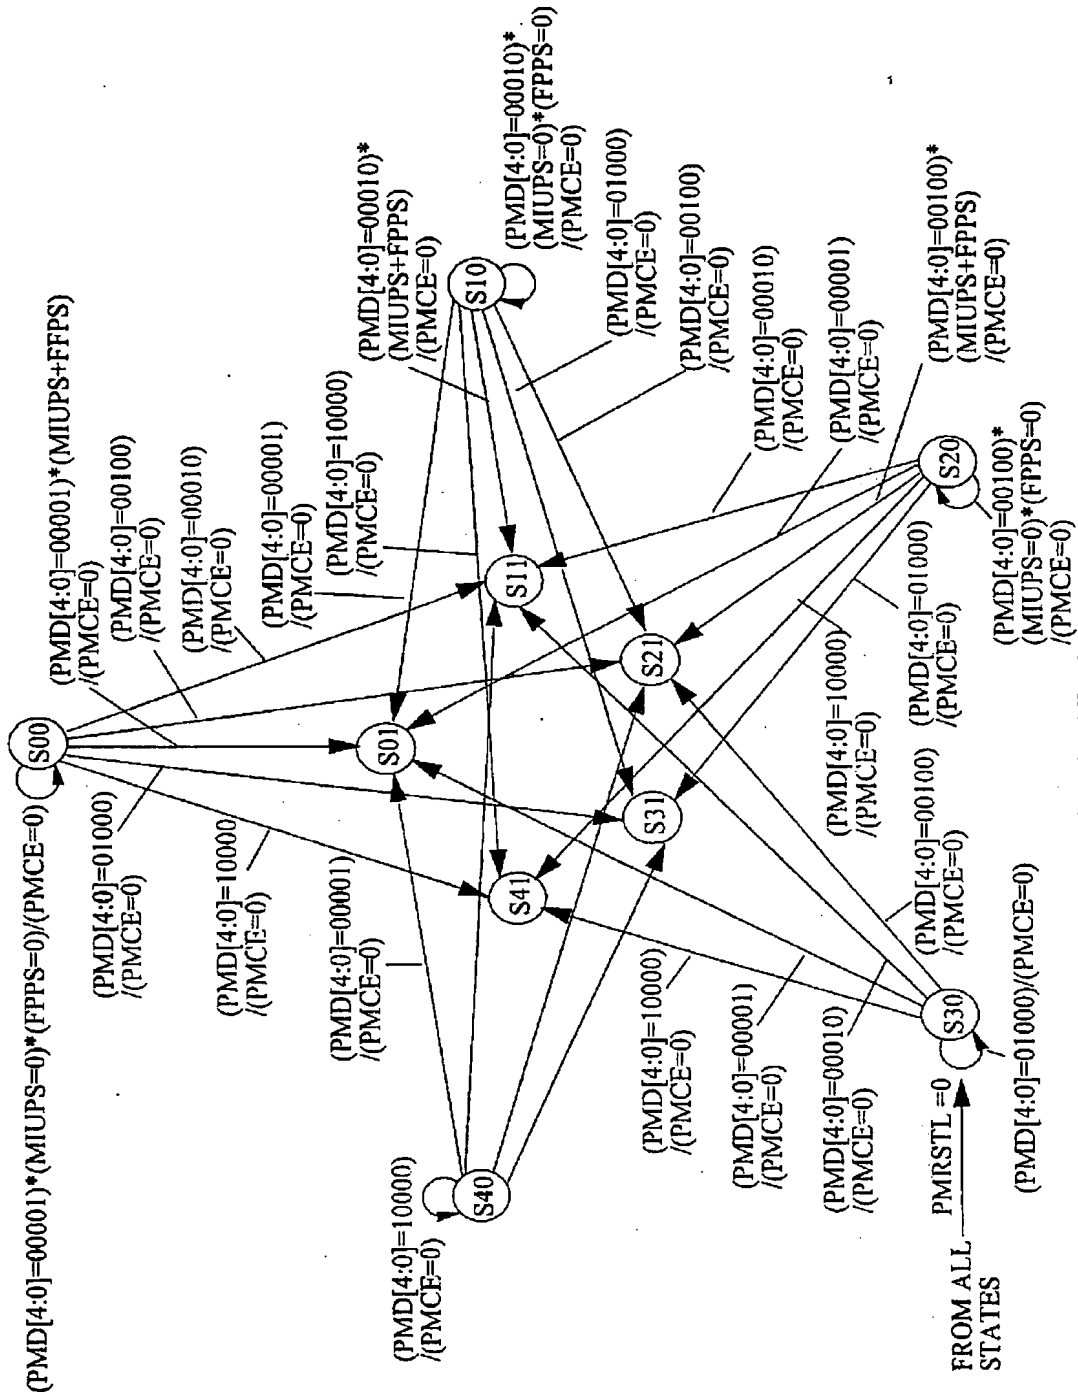 (PMD[4:0]=00001)*(MIUPS=0)*(FPPS=0)/(PMCE=0)
S00
(PMD[4:0]=00001)*(MIUPS+FFPS)
/(PMCE=0)
(PMD[4:0]=01000)
/(PMCE=0)
(PMD[4:0]=00100)
/(PMCE=0)
(PMD[4:0]=00010)
/(PMCE=0)
(PMD[4:0]=10000
/(PMCE=0)
(PMD[4:0]=00001)
/(PMCE=0)
(PMD[4:0]=00001)
/(PMCE=0)
(PMD[4:0]=10000)
/(PMCE=0)
(PMD[4:0]=00010)*
(MIUPS+FPPS)
/(PMCE=0)
S01
(PMD[4:0]=10000)
/(PMCE=0)
S40
S10
S41
S11
(PMD[4:0]=00010)*
(MIUPS=0)*(FPPS=0)
/(PMCE=0)
(PMD[4:0]=01000)
/(PMCE=0)
(PMD[4:0]=10000)
/(PMCE=0)
S31
S21
(PMD[4:0]=00100)
/(PMCE=0)
(PMD[4:0]=00001)
/(PMCE=0)
(PMD[4:0]=00010)
/(PMCE=0)
(PMD[4:0]=00010)
/(PMCE=0)
(PMD[4:0]=10000)
/(PMCE=0)
(PMD[4:0]=00001)
/(PMCE=0)
(PMD[4:0]=00100)
/(PMCE=0)
(PMD[4:0]=01000)
/(PMCE=0)
(PMD[4:0]=00100)*
(MIUPS+FPPS)
/(PMCE=0)
PMRSTL =0
S30
S20
FROM ALL
STATES
(PMD[4:0]=00100)*
(MIUPS=0)*(FPPS=0)
/(PMCE=0)
(PMD[4:0]=01000)/(PMCE=0)